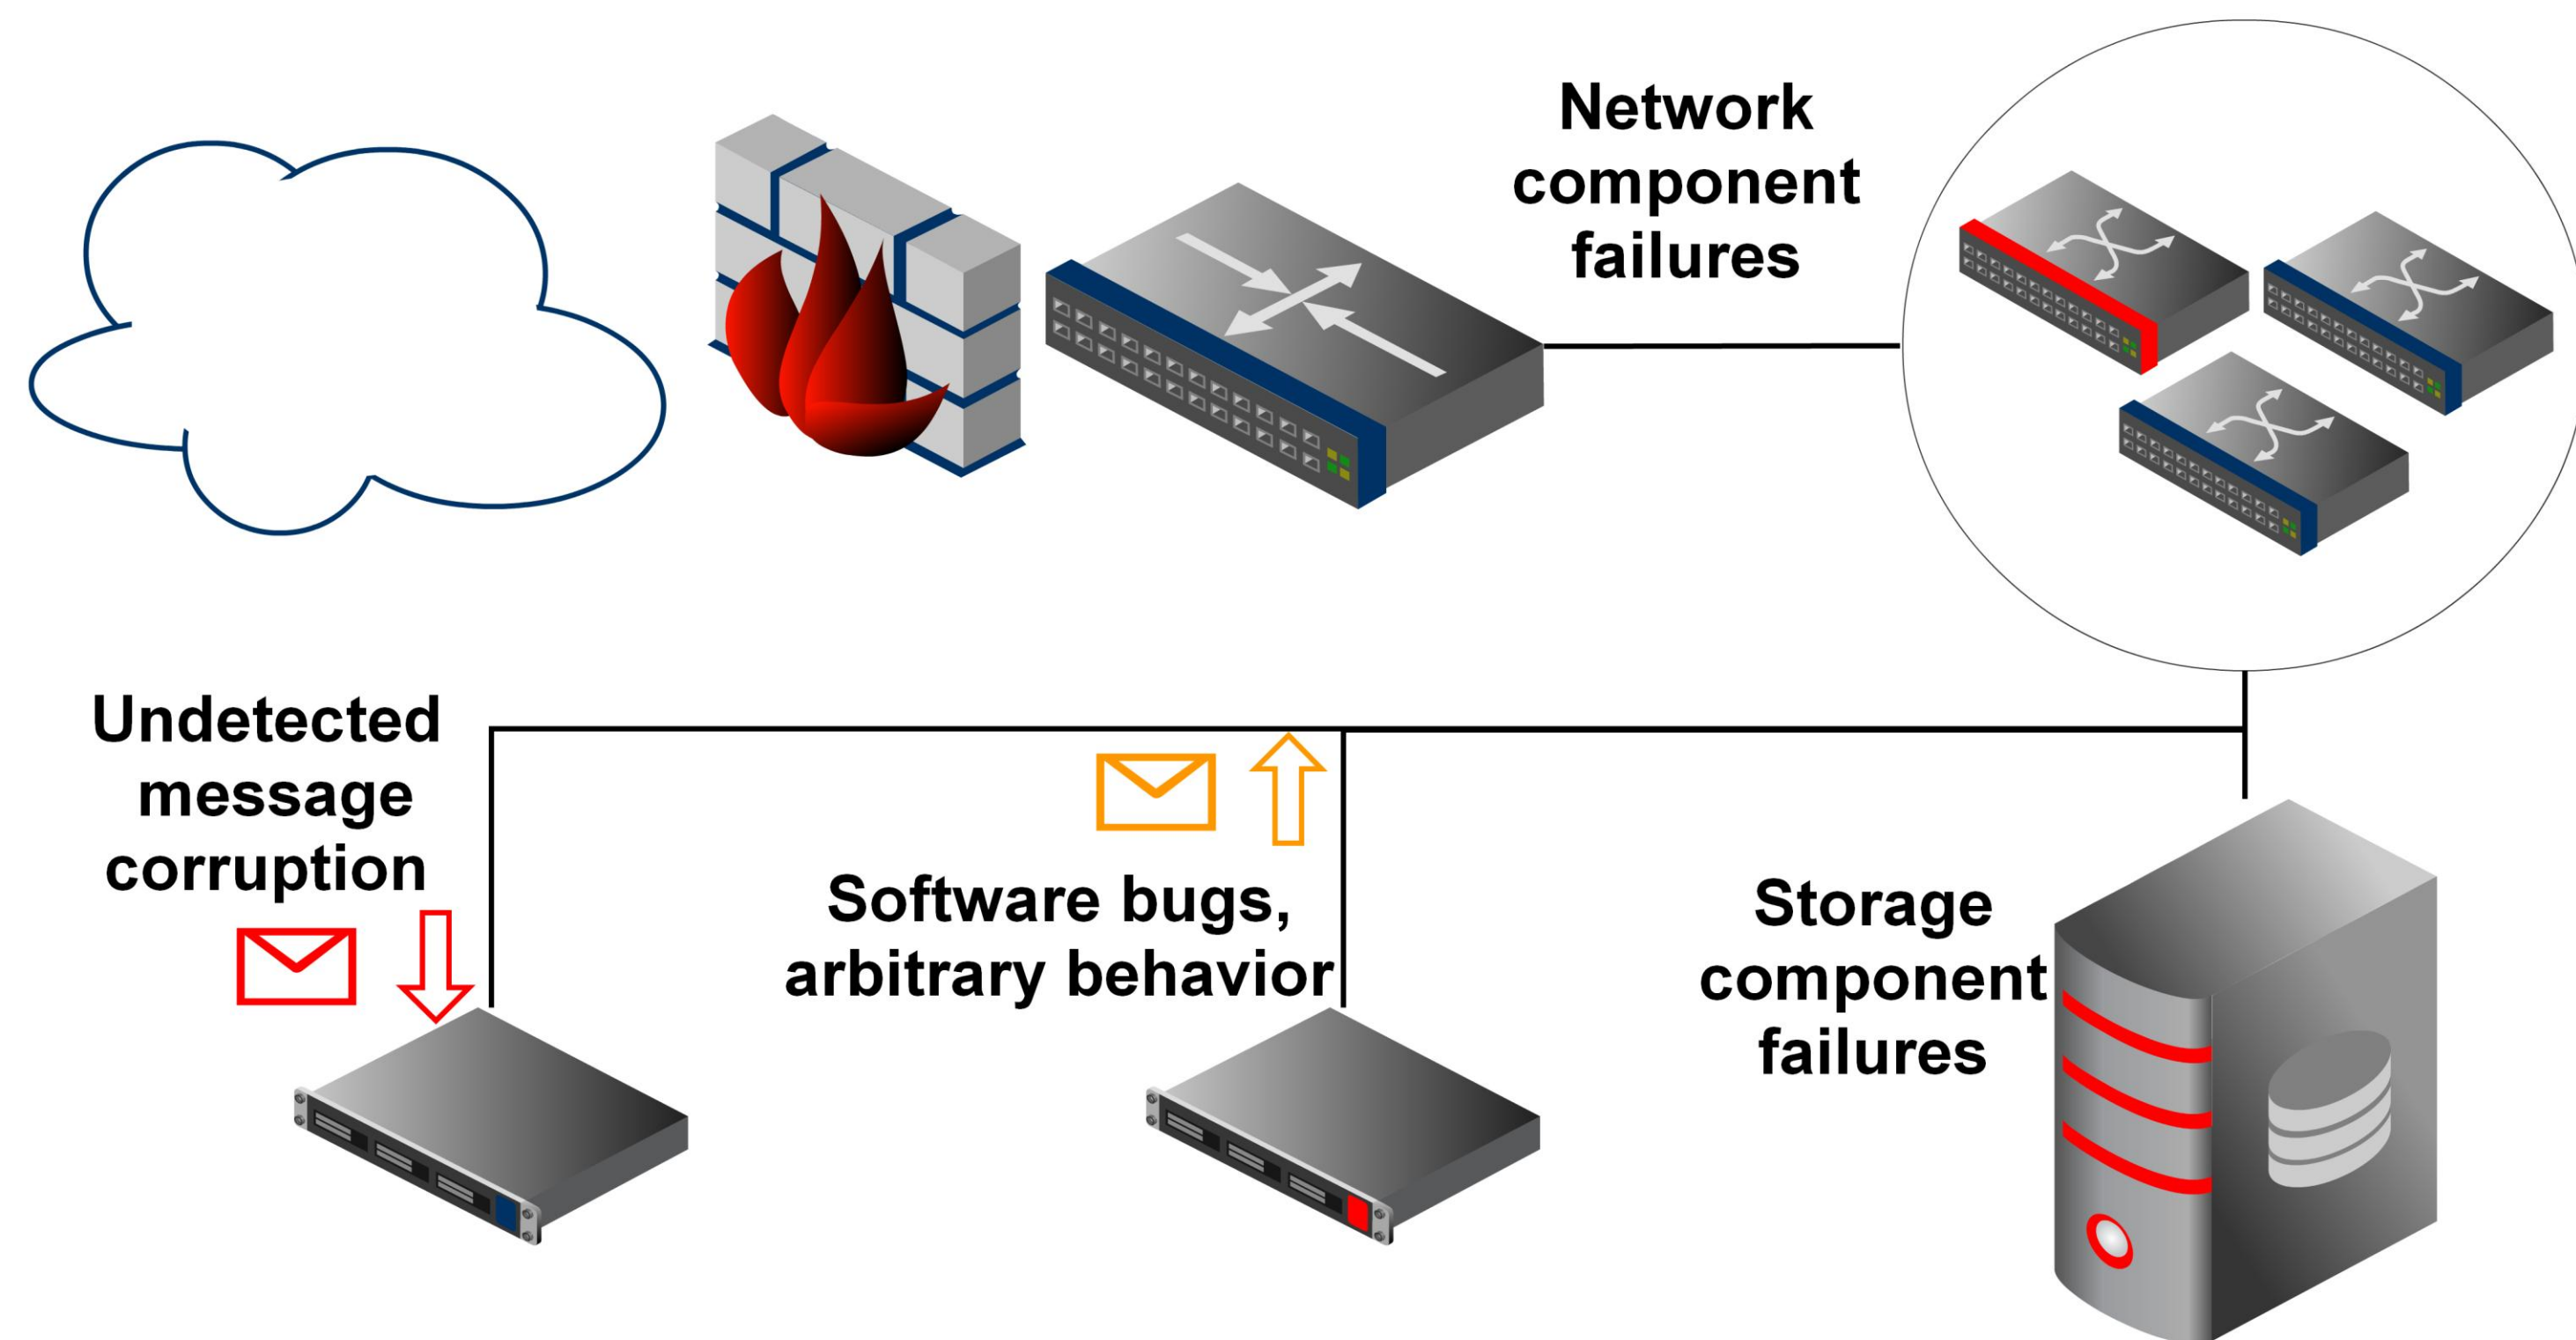 Network
component
failures
Undetected
message
corruption
Software bugs,
arbitrary behavior
Storage
component
failures